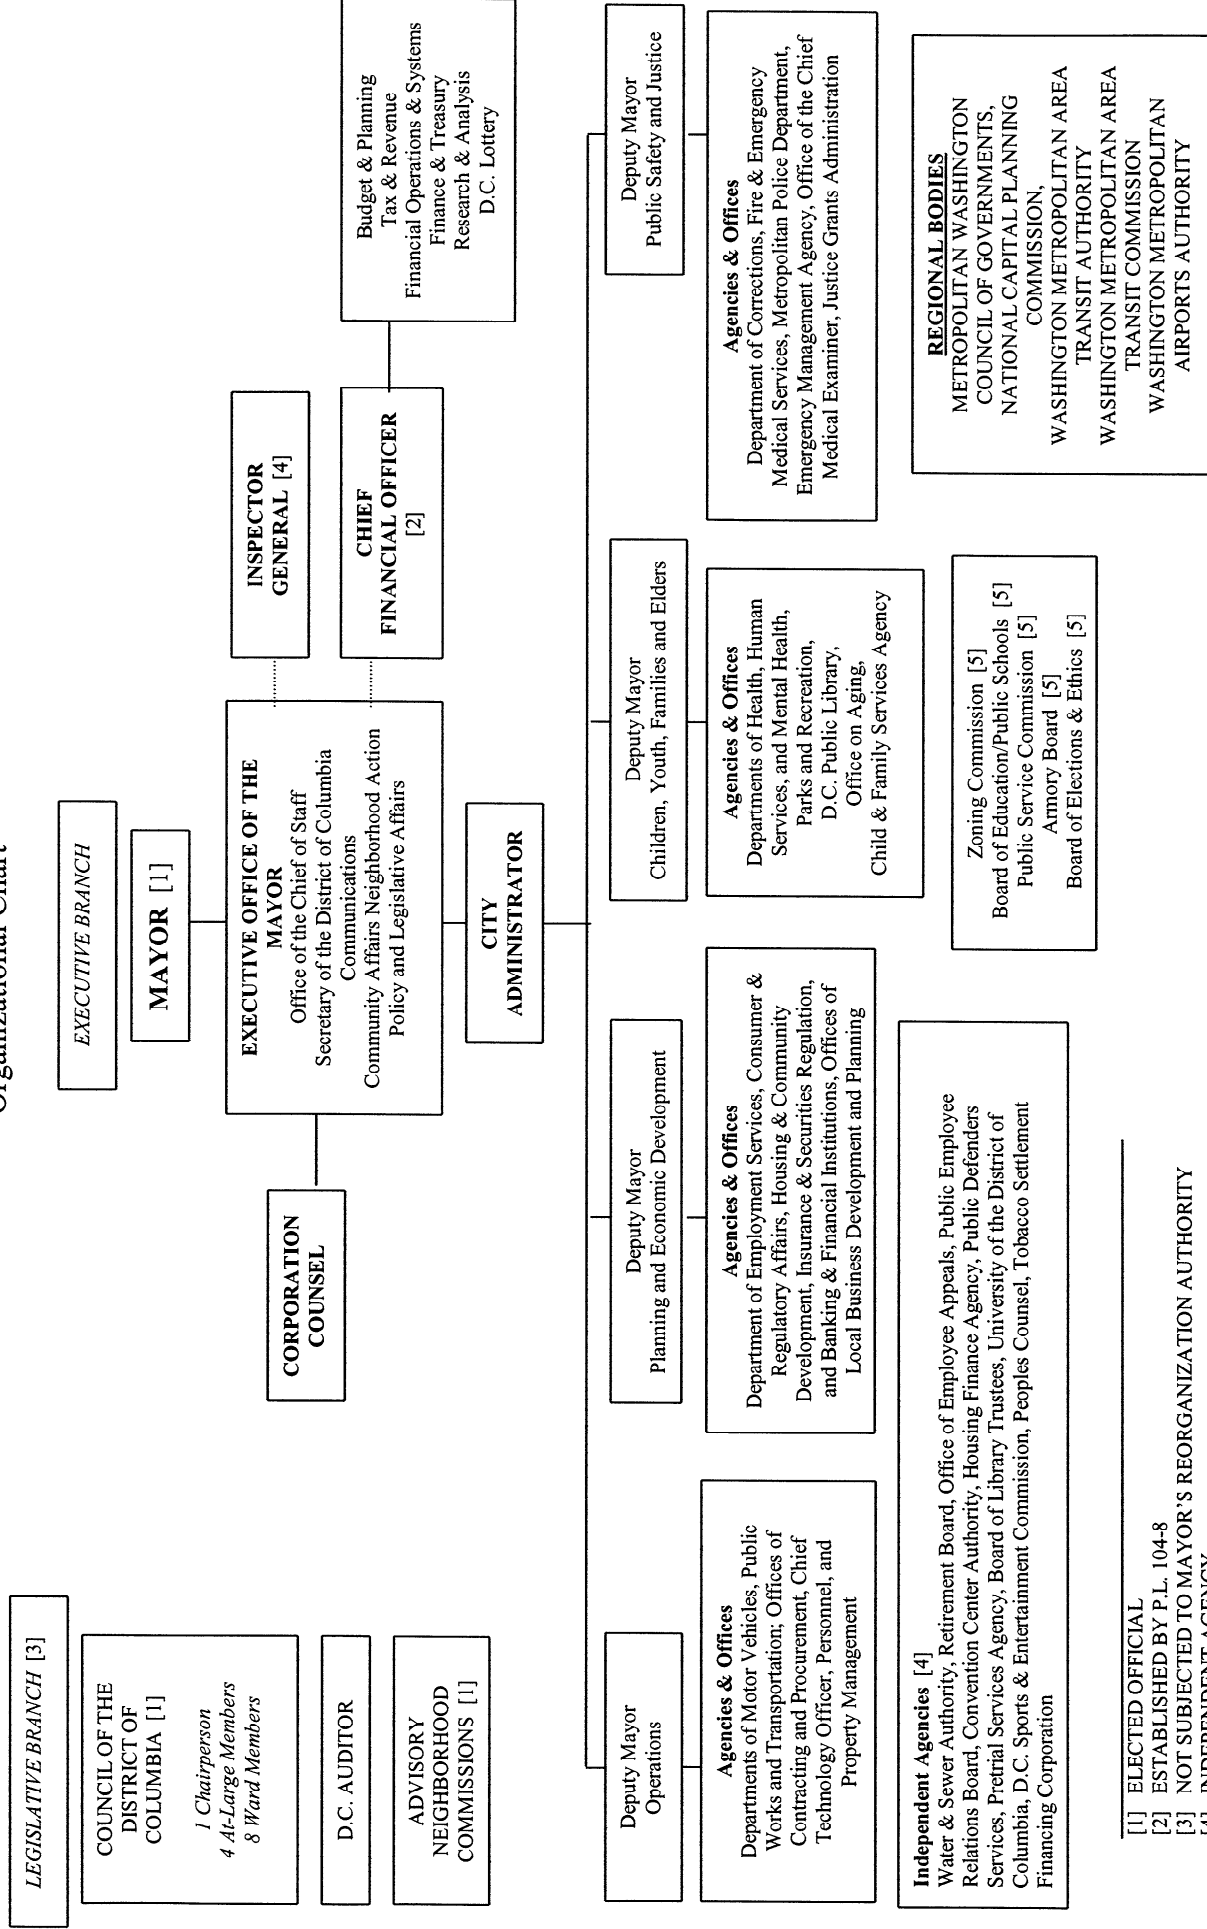 Organizational Chart
LEGISLATIVE BRANCH [3]
COUNCIL OF THE
DISTRICT OF
COLUMBIA [1]
1 Chairperson
4 At-Large Members
8 Ward Members
D.C. AUDITOR
ADVISORY
NEIGHBORHOOD
COMMISSIONS [1]
EXECUTIVE BRANCH
MAYOR [1]
EXECUTIVE OFFICE OF THE
MAYOR
Office of the Chief of Staff
Secretary of the District of Columbia
Communications
Community Affairs Neighborhood Action
Policy and Legislative Affairs
CORPORATION
COUNSEL
INSPECTOR
GENERAL [4]
CHIEF
FINANCIAL OFFICER
[2]
Budget & Planning
Tax & Revenue
Financial Operations & Systems
Finance & Treasury
Research & Analysis
D.C. Lottery
CITY
ADMINISTRATOR
Deputy Mayor
Operations
Agencies & Offices
Departments of Motor Vehicles, Public
Works and Transportation; Offices of
Contracting and Procurement, Chief
Technology Officer, Personnel, and
Property Management
Deputy Mayor
Planning and Economic Development
Agencies & Offices
Department of Employment Services, Consumer &
Regulatory Affairs, Housing & Community
Development, Insurance & Securities Regulation,
and Banking & Financial Institutions, Offices of
Local Business Development and Planning
Deputy Mayor
Children, Youth, Families and Elders
Agencies & Offices
Departments of Health, Human
Services, and Mental Health,
Parks and Recreation,
D.C. Public Library,
Office on Aging,
Child & Family Services Agency
Deputy Mayor
Public Safety and Justice
Agencies & Offices
Department of Corrections, Fire & Emergency
Medical Services, Metropolitan Police Department,
Emergency Management Agency, Office of the Chief
Medical Examiner, Justice Grants Administration
Independent Agencies [4]
Water & Sewer Authority, Retirement Board, Office of Employee Appeals, Public Employee
Relations Board, Convention Center Authority, Housing Finance Agency, Public Defenders
Services, Pretrial Services Agency, Board of Library Trustees, University of the District of
Columbia, D.C. Sports & Entertainment Commission, Peoples Counsel, Tobacco Settlement
Financing Corporation
Zoning Commission [5]
Board of Education/Public Schools [5]
Public Service Commission [5]
Armory Board [5]
Board of Elections & Ethics [5]
REGIONAL BODIES
METROPOLITAN WASHINGTON
COUNCIL OF GOVERNMENTS,
NATIONAL CAPITAL PLANNING
COMMISSION,
WASHINGTON METROPOLITAN AREA
TRANSIT AUTHORITY
WASHINGTON METROPOLITAN AREA
TRANSIT COMMISSION
WASHINGTON METROPOLITAN
AIRPORTS AUTHORITY
[1] ELECTED OFFICIAL
[2] ESTABLISHED BY P.L. 104-8
[3] NOT SUBJECTED TO MAYOR'S REORGANIZATION AUTHORITY
[4] INDEPENDENT AGENCY